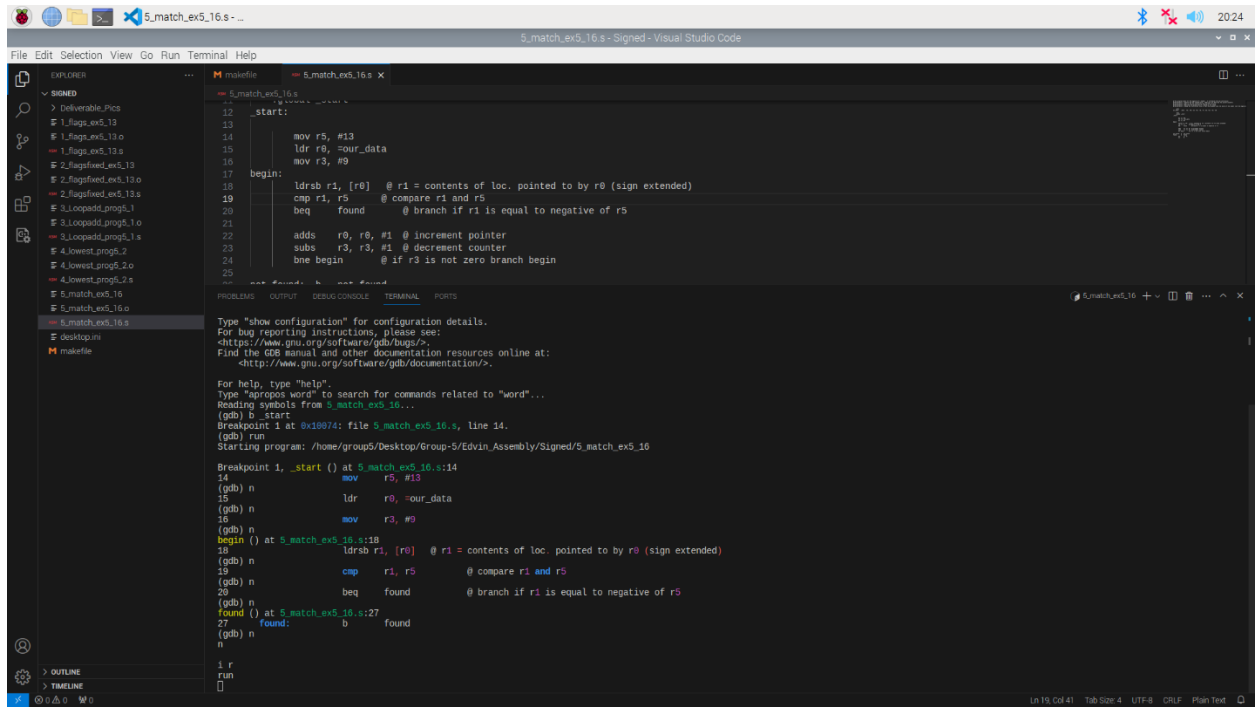 5_match_ex5_16.s - ...
20:24
5_match_ex5_16.s - Signed - Visual Studio Code
File Edit Selection View Go Run Terminal Help
EXPLORER ...
SIGNED
Deliverable_Pics
1_flags_ex5_13
1_flags_ex5_13.o
1_flags_ex5_13.s
2_flagsfixed_ex5_13
2_flagsfixed_ex5_13.o
2_flagsfixed_ex5_13.s
3_Loopadd_prog5_1
3_Loopadd_prog5_1.o
3_Loopadd_prog5_1.s
4_lowest_prog5_2
4_lowest_prog5_2.o
4_lowest_prog5_2.s
5_match_ex5_16
5_match_ex5_16.o
5_match_ex5_16.s
desktop.ini
M makefile
OUTLINE
TIMELINE
M makefile 5_match_ex5_16.s
5_match_ex5_16.s
12 _start:
13
14 mov r5, #13
15 ldr r0, =our_data
16 mov r3, #9
17 begin:
18 ldrsb r1, [r0] @ r1 = contents of loc. pointed to by r0 (sign extended)
19 cmp r1, r5 @ compare r1 and r5
20 beq found @ branch if r1 is equal to negative of r5
21
22 adds r0, r0, #1 @ increment pointer
23 subs r3, r3, #1 @ decrement counter
24 bne begin @ if r3 is not zero branch begin
25
PROBLEMS OUTPUT DEBUG CONSOLE TERMINAL PORTS
5_match_ex5_16
Type "show configuration" for configuration details.
For bug reporting instructions, please see:
<https://www.gnu.org/software/gdb/bugs/>.
Find the GDB manual and other documentation resources online at:
<http://www.gnu.org/software/gdb/documentation/>.
For help, type "help".
Type "apropos word" to search for commands related to "word"...
Reading symbols from 5_match_ex5_16...
(gdb) b _start
Breakpoint 1 at 0x10074: file 5_match_ex5_16.s, line 14.
(gdb) run
Starting program: /home/group5/Desktop/Group-5/Edvin_Assembly/Signed/5_match_ex5_16
Breakpoint 1, _start () at 5_match_ex5_16.s:14
14 mov r5, #13
(gdb) n
15 ldr r0, =our_data
(gdb) n
16 mov r3, #9
(gdb) n
begin () at 5_match_ex5_16.s:18
18 ldrsb r1, [r0] @ r1 = contents of loc. pointed to by r0 (sign extended)
(gdb) n
19 cmp r1, r5 @ compare r1 and r5
(gdb) n
20 beq found @ branch if r1 is equal to negative of r5
(gdb) n
found () at 5_match_ex5_16.s:27
27 found: b found
(gdb) n
n
i r
run
0 0 0
Ln 19, Col 41 Tab Size: 4 UTF-8 CRLF Plain Text